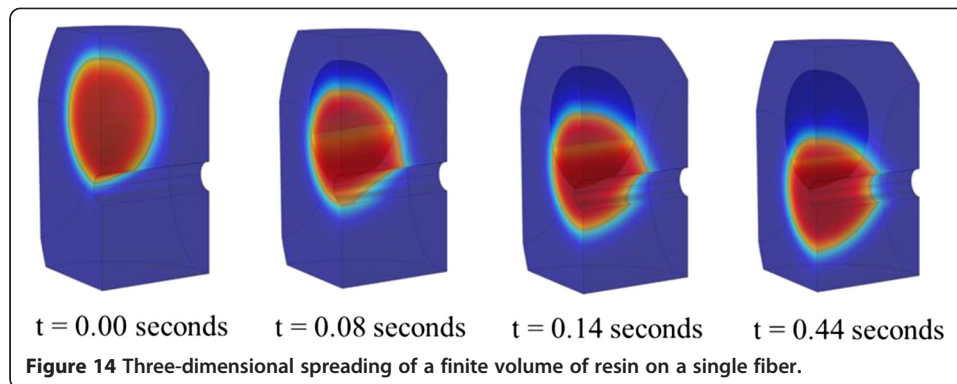 t = 0.00 seconds t = 0.08 seconds t = 0.14 seconds t = 0.44 seconds
Figure 14 Three-dimensional spreading of a finite volume of resin on a single fiber.